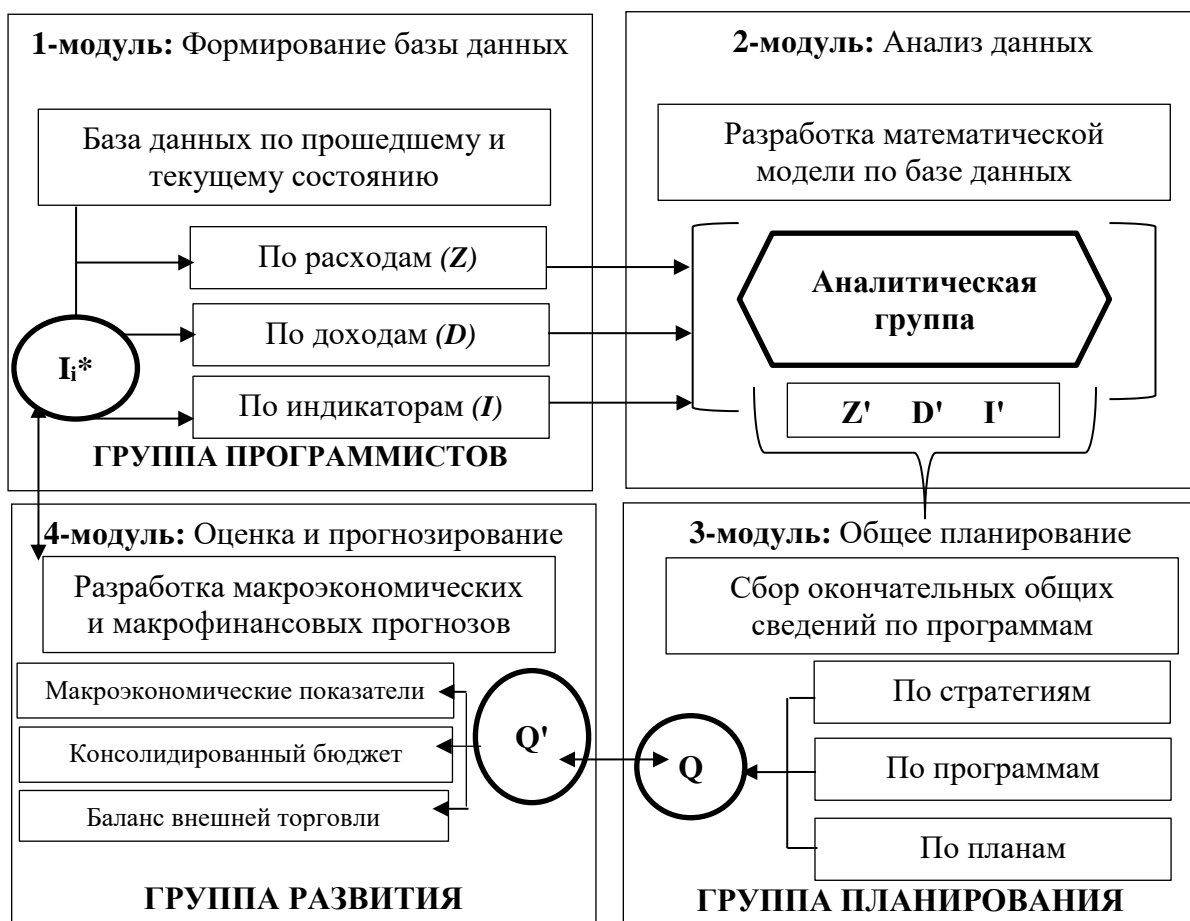 1-модуль: Формирование базы данных
База данных по прошедшему и
текущему состоянию
По расходам (Z)
По доходам (D)
Iᵢ*
По индикаторам (I)
ГРУППА ПРОГРАММИСТОВ
2-модуль: Анализ данных
Разработка математической
модели по базе данных
Аналитическая
группа
Z' D' I'
4-модуль: Оценка и прогнозирование
Разработка макроэкономических
и макрофинансовых прогнозов
Макроэкономические показатели
Консолидированный бюджет
Баланс внешней торговли
Q'
ГРУППА РАЗВИТИЯ
3-модуль: Общее планирование
Сбор окончательных общих
сведений по программам
По стратегиям
Q
По программам
По планам
ГРУППА ПЛАНИРОВАНИЯ